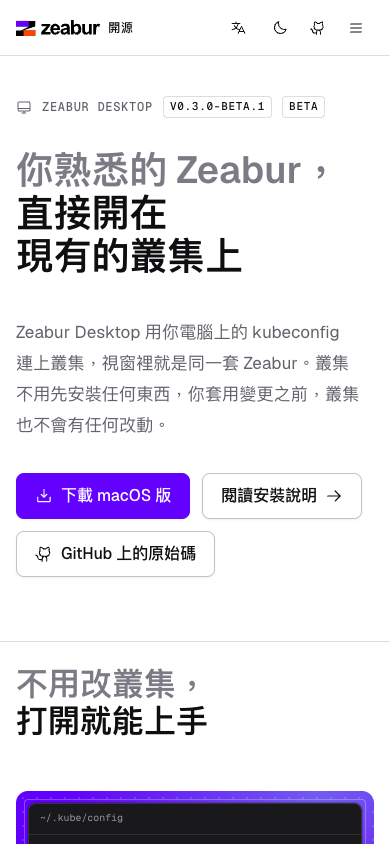 zeabur 開源
ZEABUR DESKTOP V0.3.0-BETA.1 BETA
你熟悉的 Zeabur，
直接開在
現有的叢集上
Zeabur Desktop 用你電腦上的 kubeconfig
連上叢集，視窗裡就是同一套 Zeabur。叢集
不用先安裝任何東西，你套用變更之前，叢集
也不會有任何改動。
下載 macOS 版
閱讀安裝說明
GitHub 上的原始碼
不用改叢集，
打開就能上手
~/.kube/config